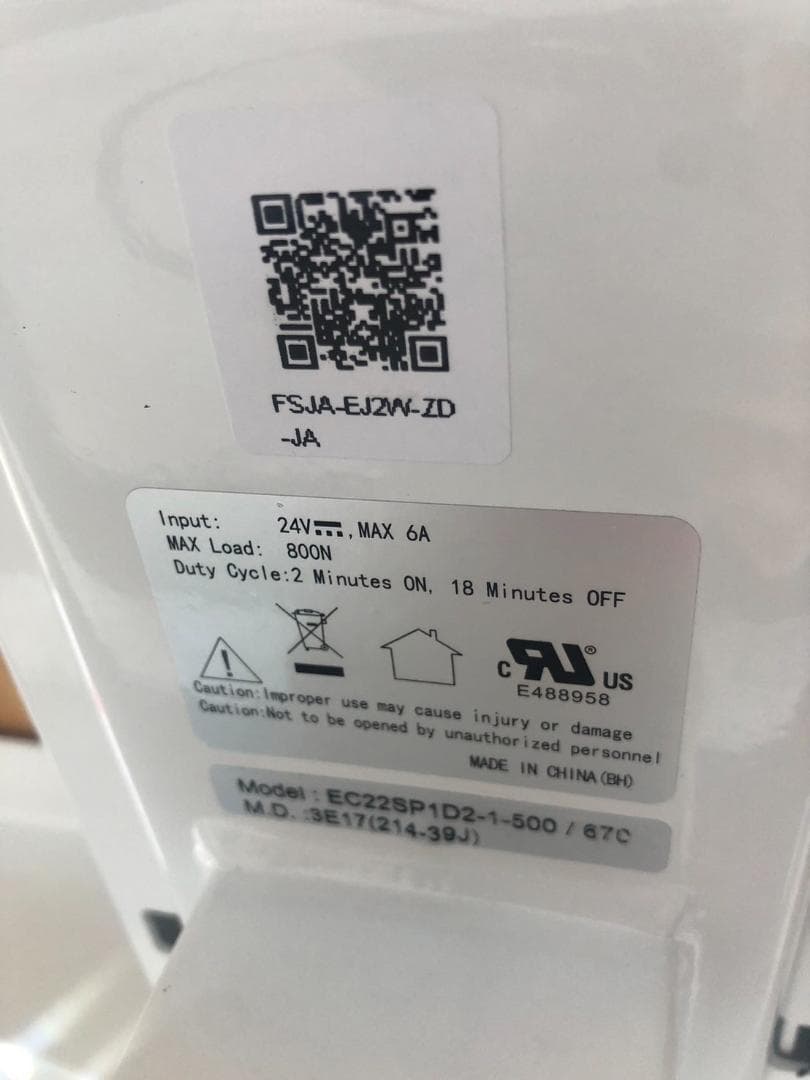 FSJA-EJ2W-ZD
-JA
Input: 24V⎓, MAX 6A
MAX Load: 800N
Duty Cycle:2 Minutes ON, 18 Minutes OFF
c RU ® US
E488958
Caution:Improper use may cause injury or damage
Caution:Not to be opened by unauthorized personnel
MADE IN CHINA(BH)
Model : EC22SP1D2-1-500 / 67C
M.D. :3E17(214-39J)